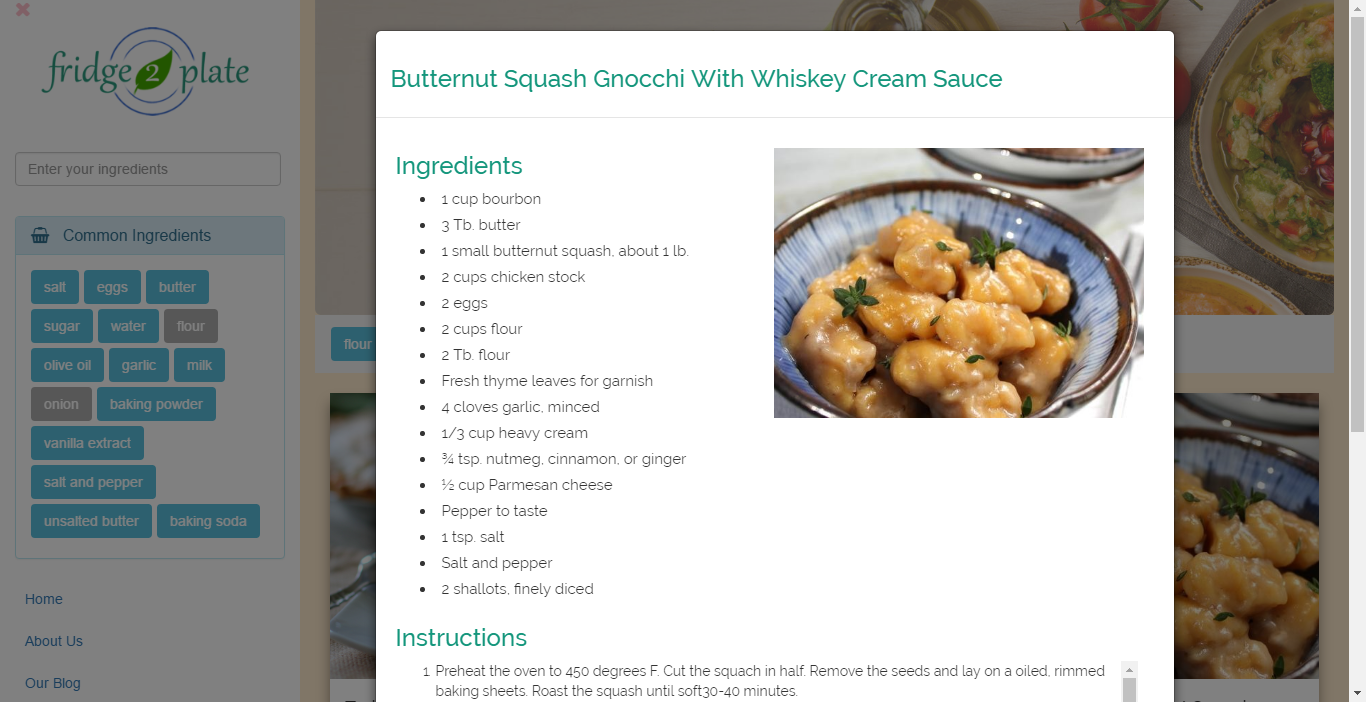 fridge 2 plate
Enter your ingredients
Common Ingredients
salt eggs butter
sugar water flour
olive oil garlic milk
onion baking powder
vanilla extract
salt and pepper
unsalted butter baking soda
Home
About Us
Our Blog
flour
Butternut Squash Gnocchi With Whiskey Cream Sauce
Ingredients
1 cup bourbon
3 Tb. butter
1 small butternut squash, about 1 lb.
2 cups chicken stock
2 eggs
2 cups flour
2 Tb. flour
Fresh thyme leaves for garnish
4 cloves garlic, minced
1/3 cup heavy cream
¾ tsp. nutmeg, cinnamon, or ginger
½ cup Parmesan cheese
Pepper to taste
1 tsp. salt
Salt and pepper
2 shallots, finely diced
Instructions
1. Preheat the oven to 450 degrees F. Cut the squach in half. Remove the seeds and lay on a oiled, rimmed
baking sheets. Roast the squash until soft30-40 minutes.